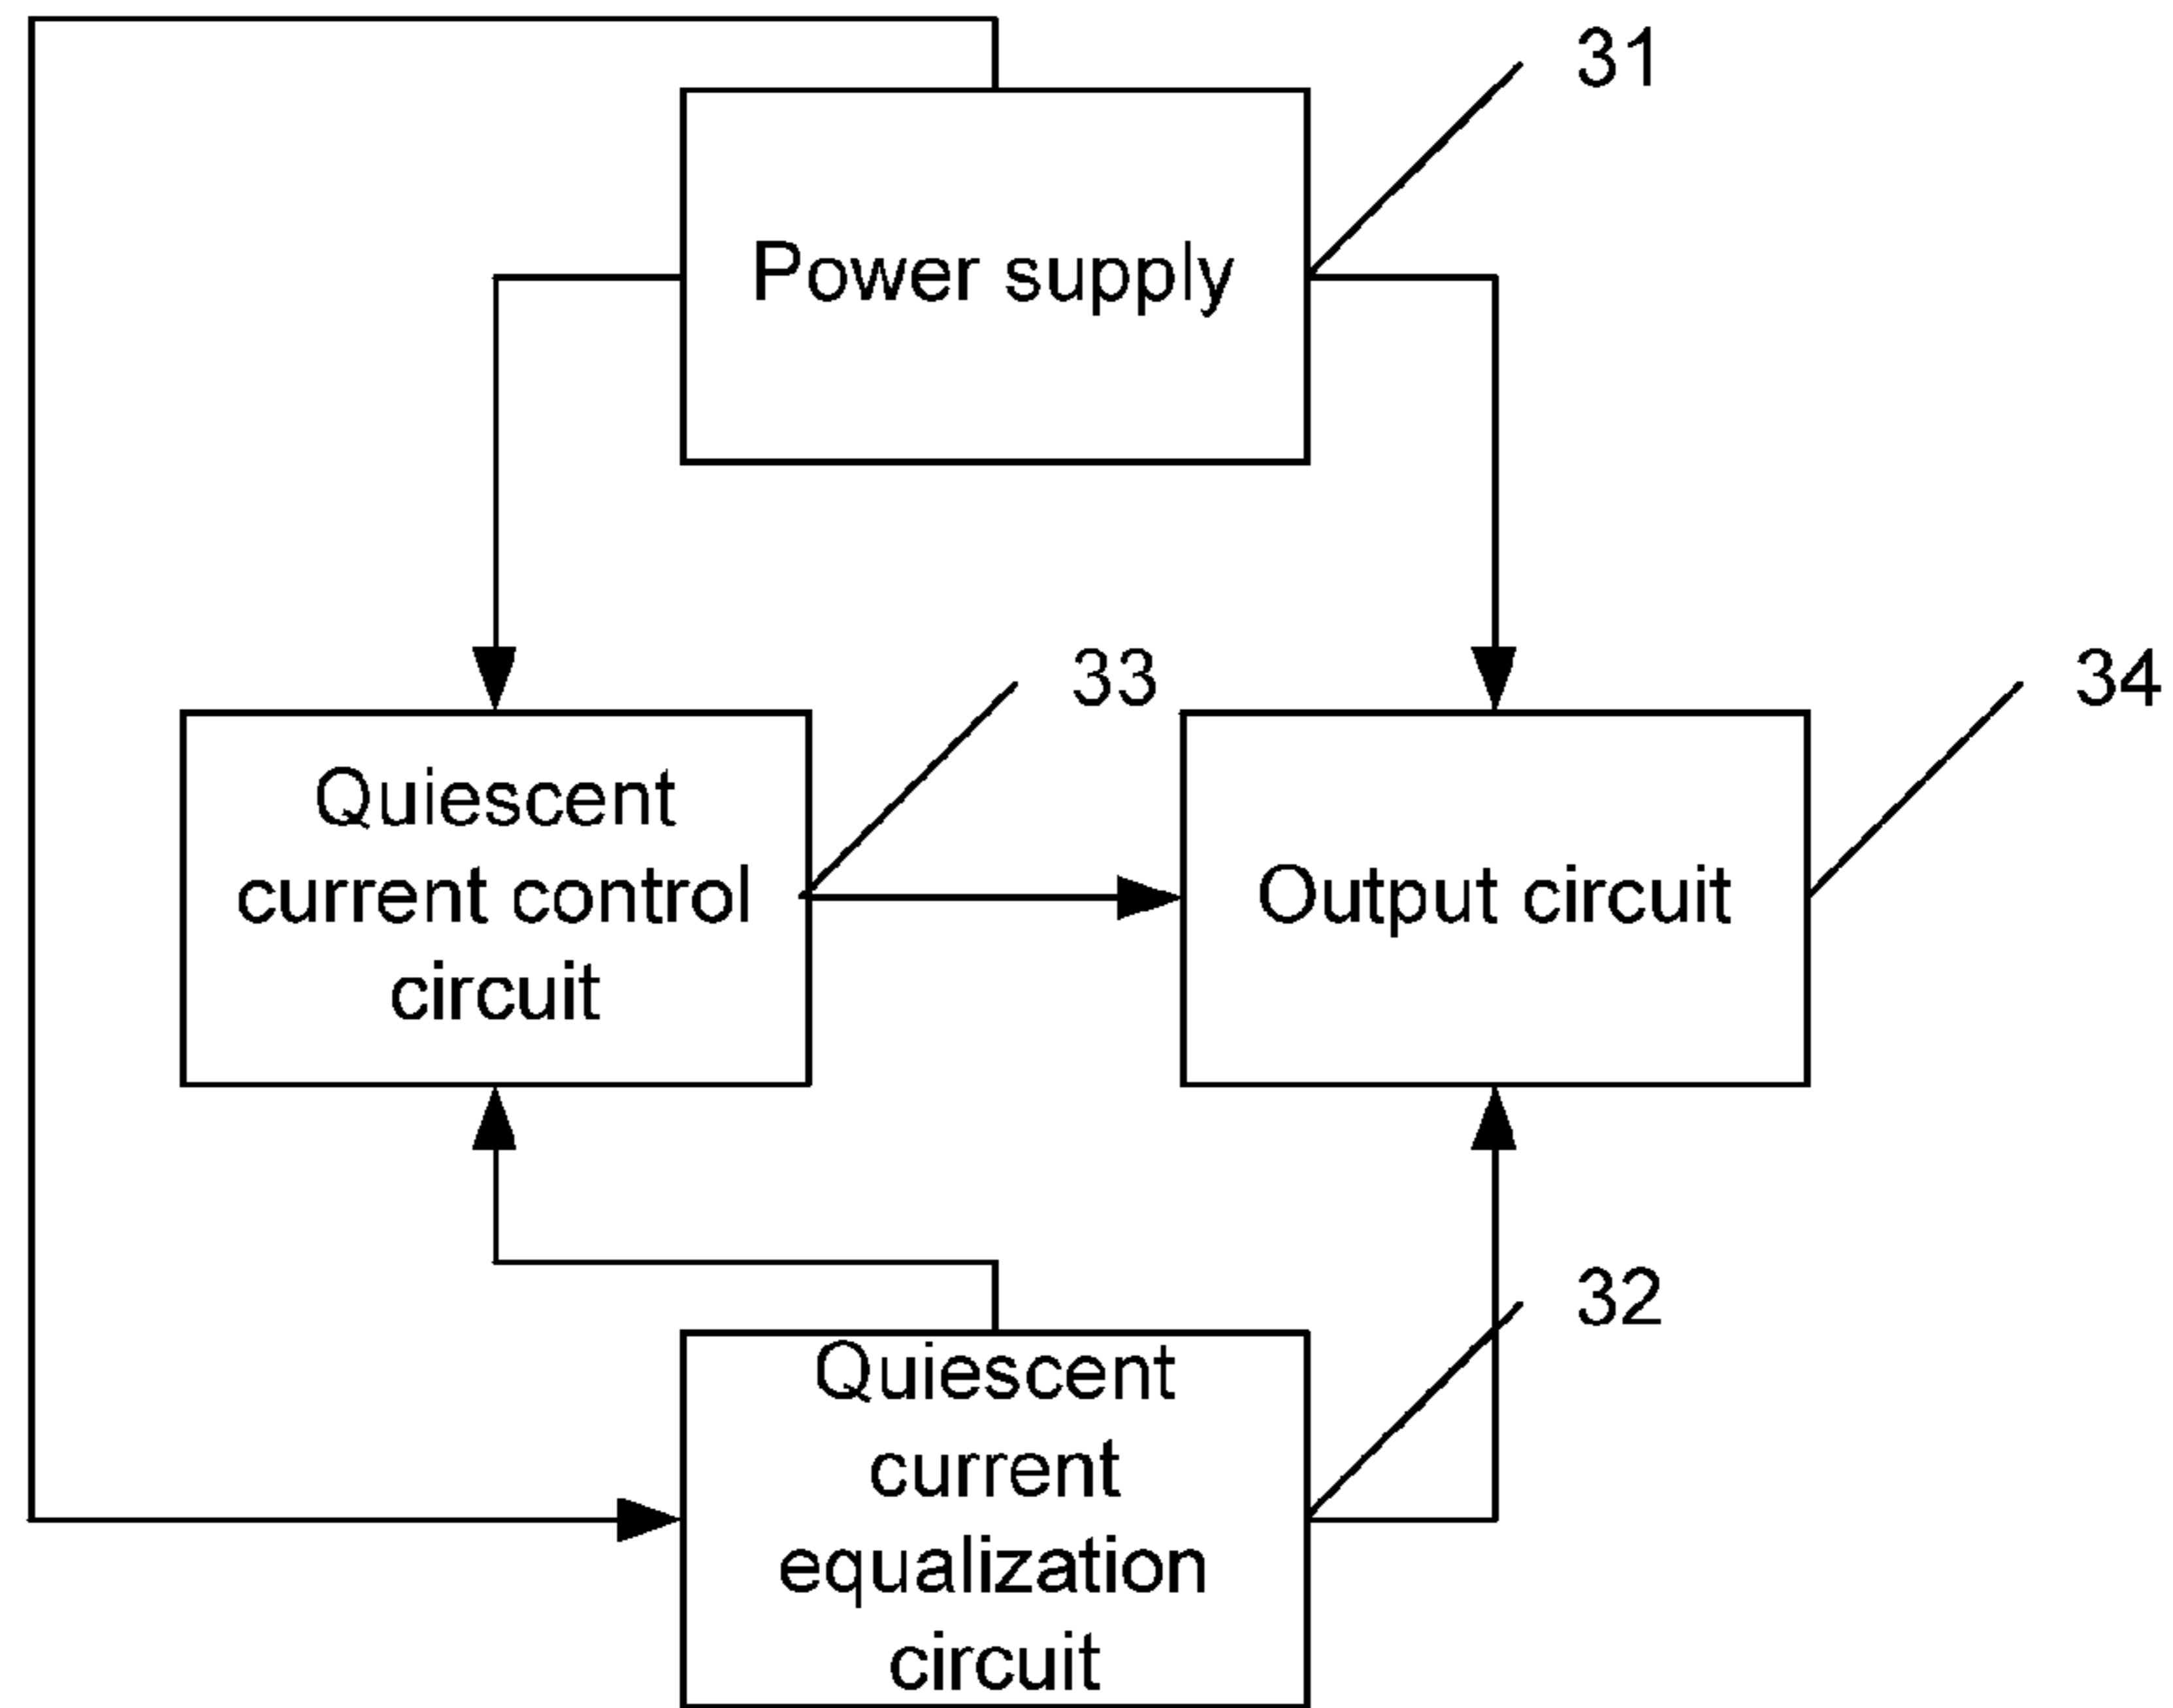 31
Power supply
33
34
Quiescent
current control
circuit
Output circuit
32
Quiescent
current
equalization
circuit